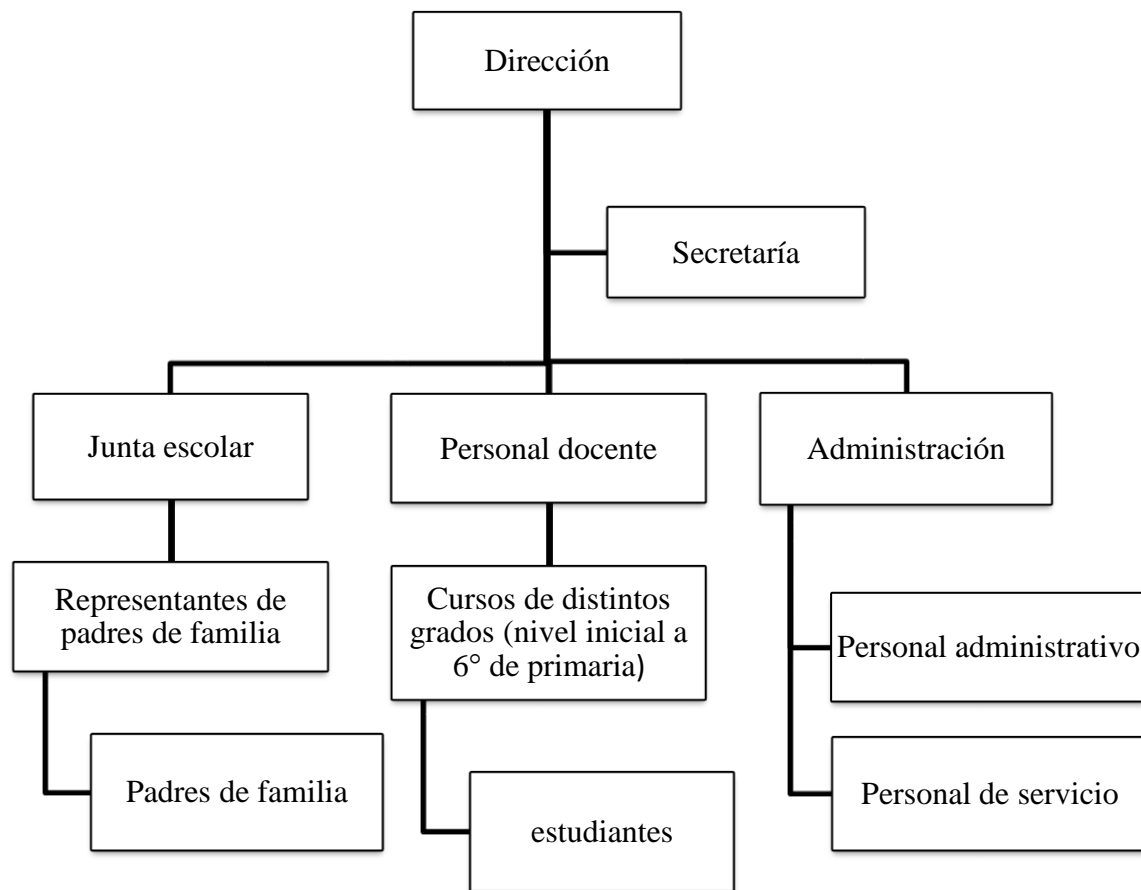 Dirección
Secretaría
Junta escolar
Personal docente
Administración
Representantes de
padres de familia
Cursos de distintos
grados (nivel inicial a
6° de primaria)
Personal administrativo
Padres de familia
estudiantes
Personal de servicio